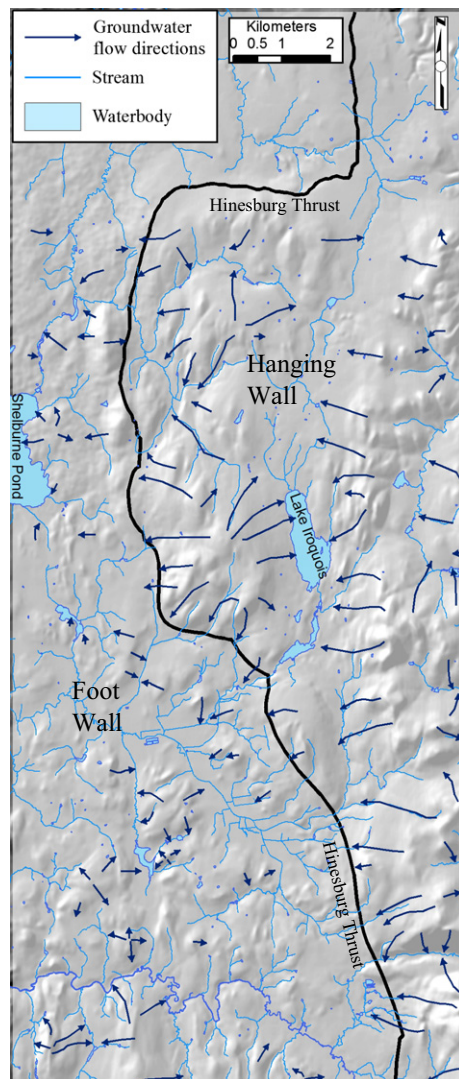 Groundwater
flow directions
Stream
Waterbody
Kilometers
0 0.5 1 2
Hinesburg Thrust
Hanging
Wall
Shelburne Pond
Lake Iroquois
Foot
Wall
Hinesburg Thrust